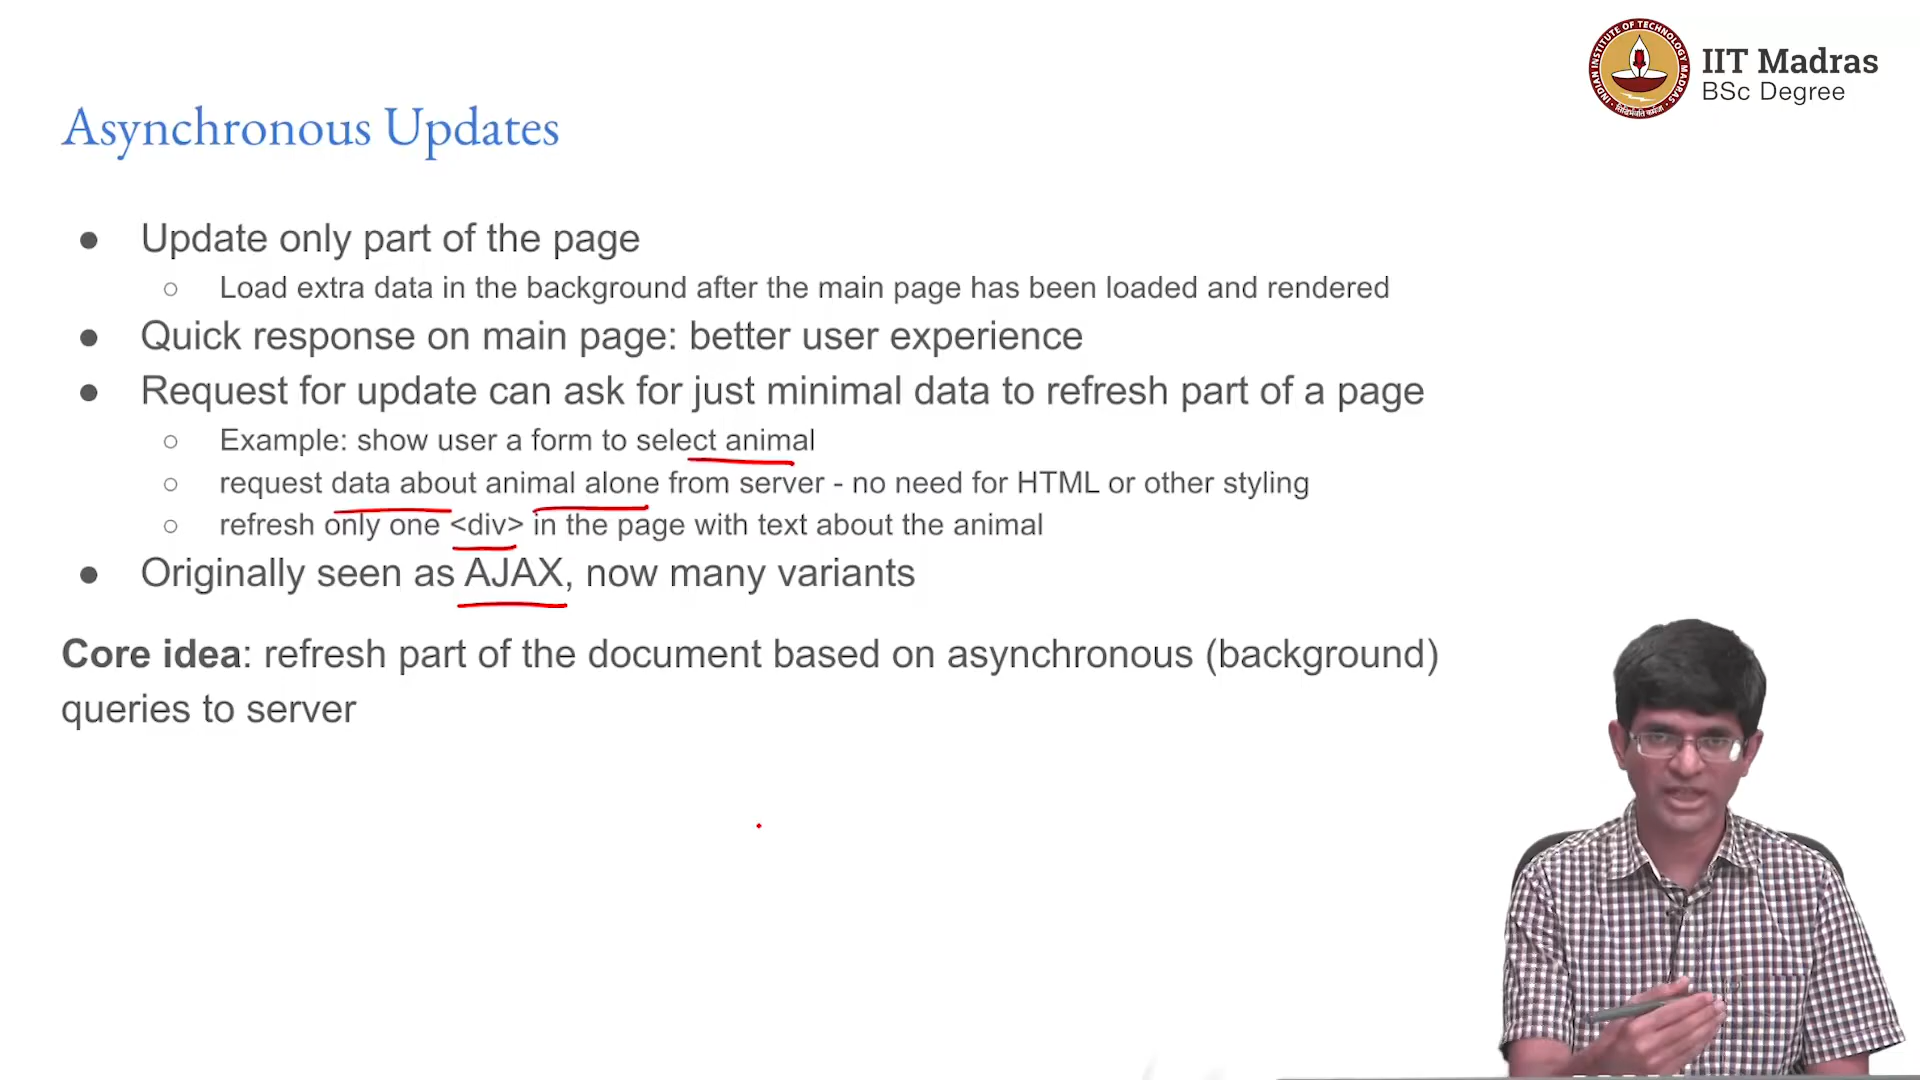 IIT Madras
BSc Degree
Asynchronous Updates
● Update only part of the page
○ Load extra data in the background after the main page has been loaded and rendered
● Quick response on main page: better user experience
● Request for update can ask for just minimal data to refresh part of a page
○ Example: show user a form to select animal
○ request data about animal alone from server - no need for HTML or other styling
○ refresh only one <div> in the page with text about the animal
● Originally seen as AJAX, now many variants
Core idea: refresh part of the document based on asynchronous (background)
queries to server
INDIAN INSTITUTE OF TECHNOLOGY MADRAS